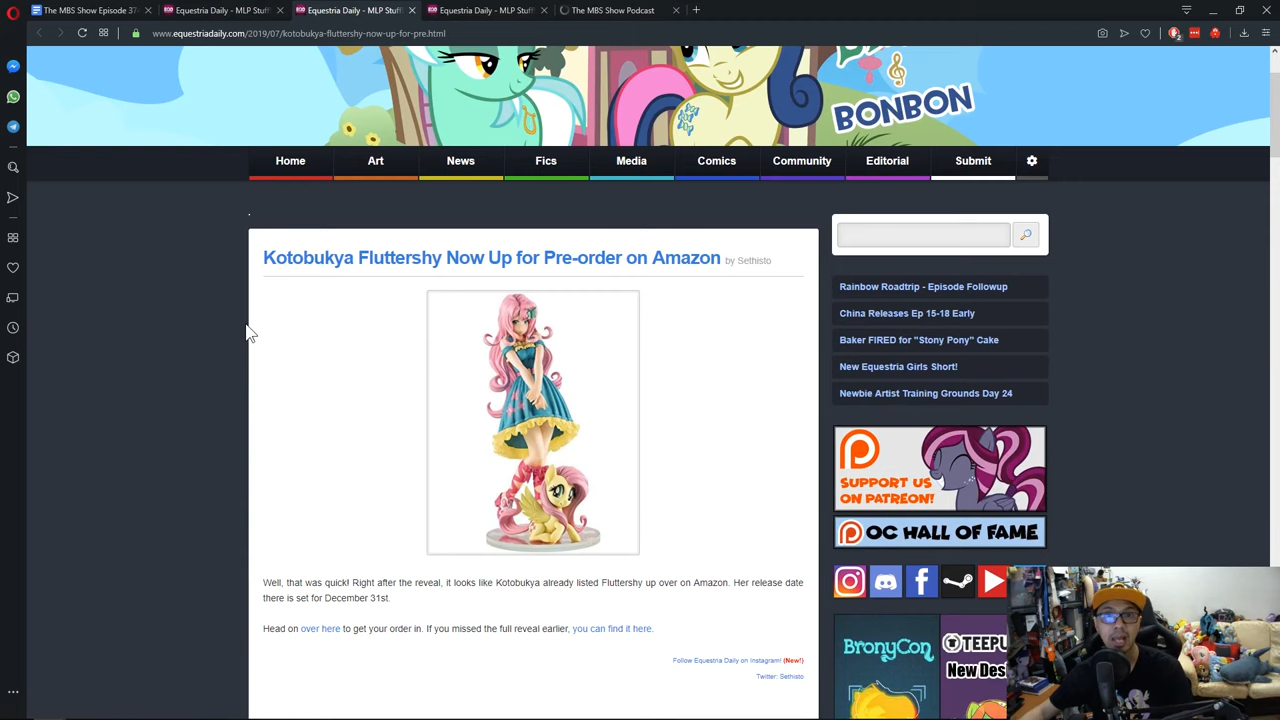 The MBS Show Episode 374-
Equestria Daily - MLP Stuff!
Equestria Daily - MLP Stuff!
Equestria Daily - MLP Stuff!
The MBS Show Podcast
www.equestriadaily.com/2019/07/kotobukya-fluttershy-now-up-for-pre.html
BONBON
Home
Art
News
Fics
Media
Comics
Community
Editorial
Submit
Kotobukya Fluttershy Now Up for Pre-order on Amazon by Sethisto
Rainbow Roadtrip - Episode Followup
China Releases Ep 15-18 Early
Baker FIRED for "Stony Pony" Cake
New Equestria Girls Short!
Newbie Artist Training Grounds Day 24
SUPPORT US
ON PATREON!
OC HALL OF FAME
Well, that was quick! Right after the reveal, it looks like Kotobukya already listed Fluttershy up over on Amazon. Her release date
there is set for December 31st.
Head on over here to get your order in. If you missed the full reveal earlier, you can find it here.
Follow Equestria Daily on Instagram! (New!)
Twitter: Sethisto
BRONYCON
New